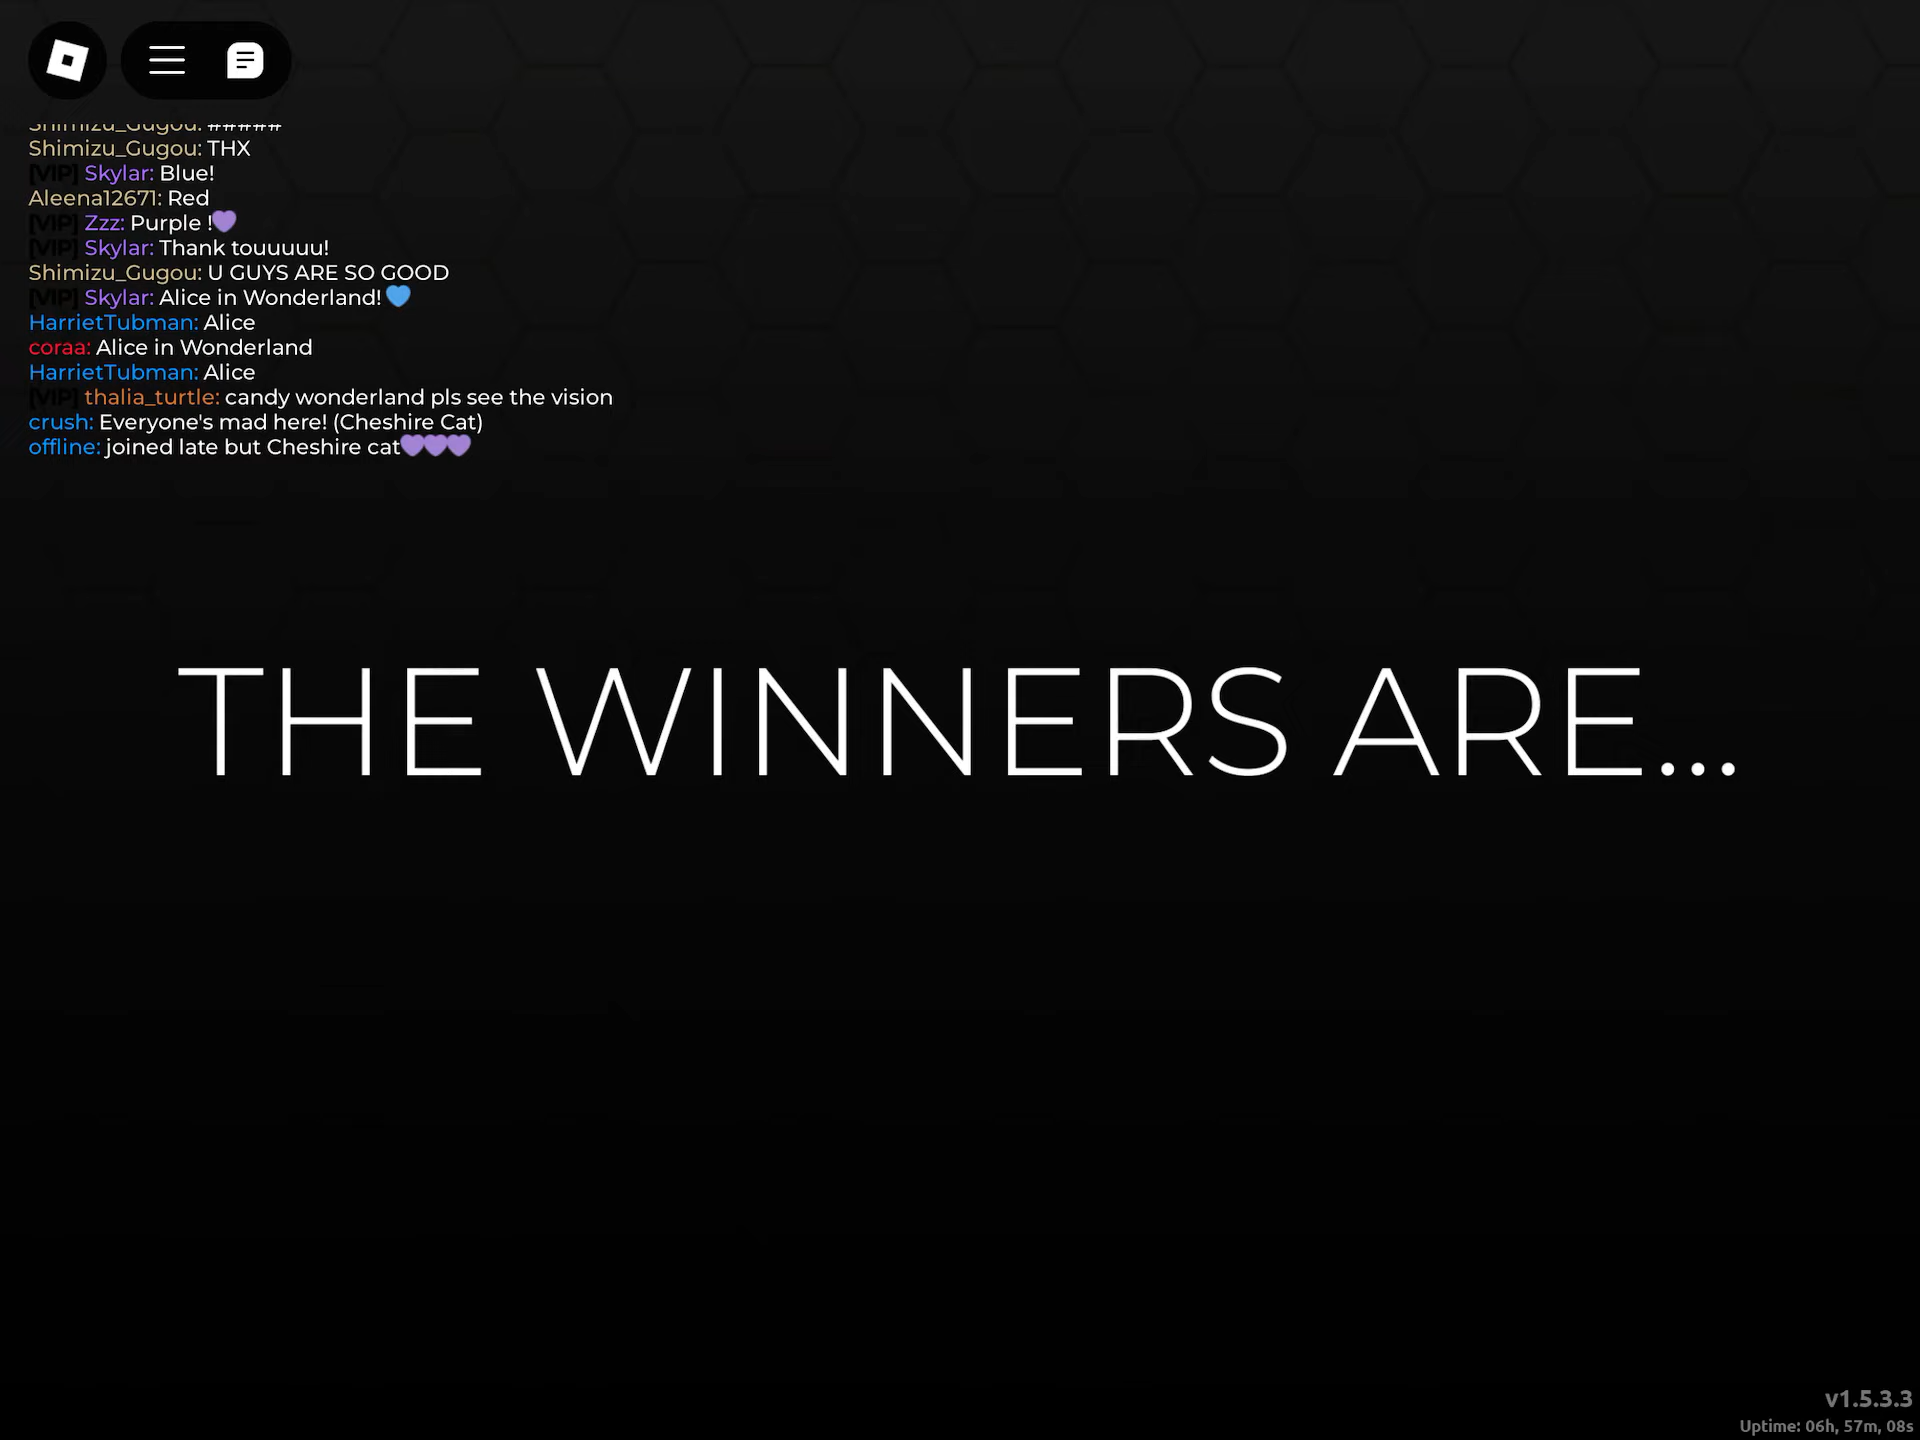 Shimizu_Gugou: #####
Shimizu_Gugou: THX
[VIP] Skylar: Blue!
Aleena12671: Red
[VIP] Zzz: Purple !💜
[VIP] Skylar: Thank touuuuu!
Shimizu_Gugou: U GUYS ARE SO GOOD
[VIP] Skylar: Alice in Wonderland! 💙
HarrietTubman: Alice
coraa: Alice in Wonderland
HarrietTubman: Alice
[VIP] thalia_turtle: candy wonderland pls see the vision
crush: Everyone's mad here! (Cheshire Cat)
offline: joined late but Cheshire cat💜💜💜
THE WINNERS ARE...
v1.5.3.3
Uptime: 06h, 57m, 08s